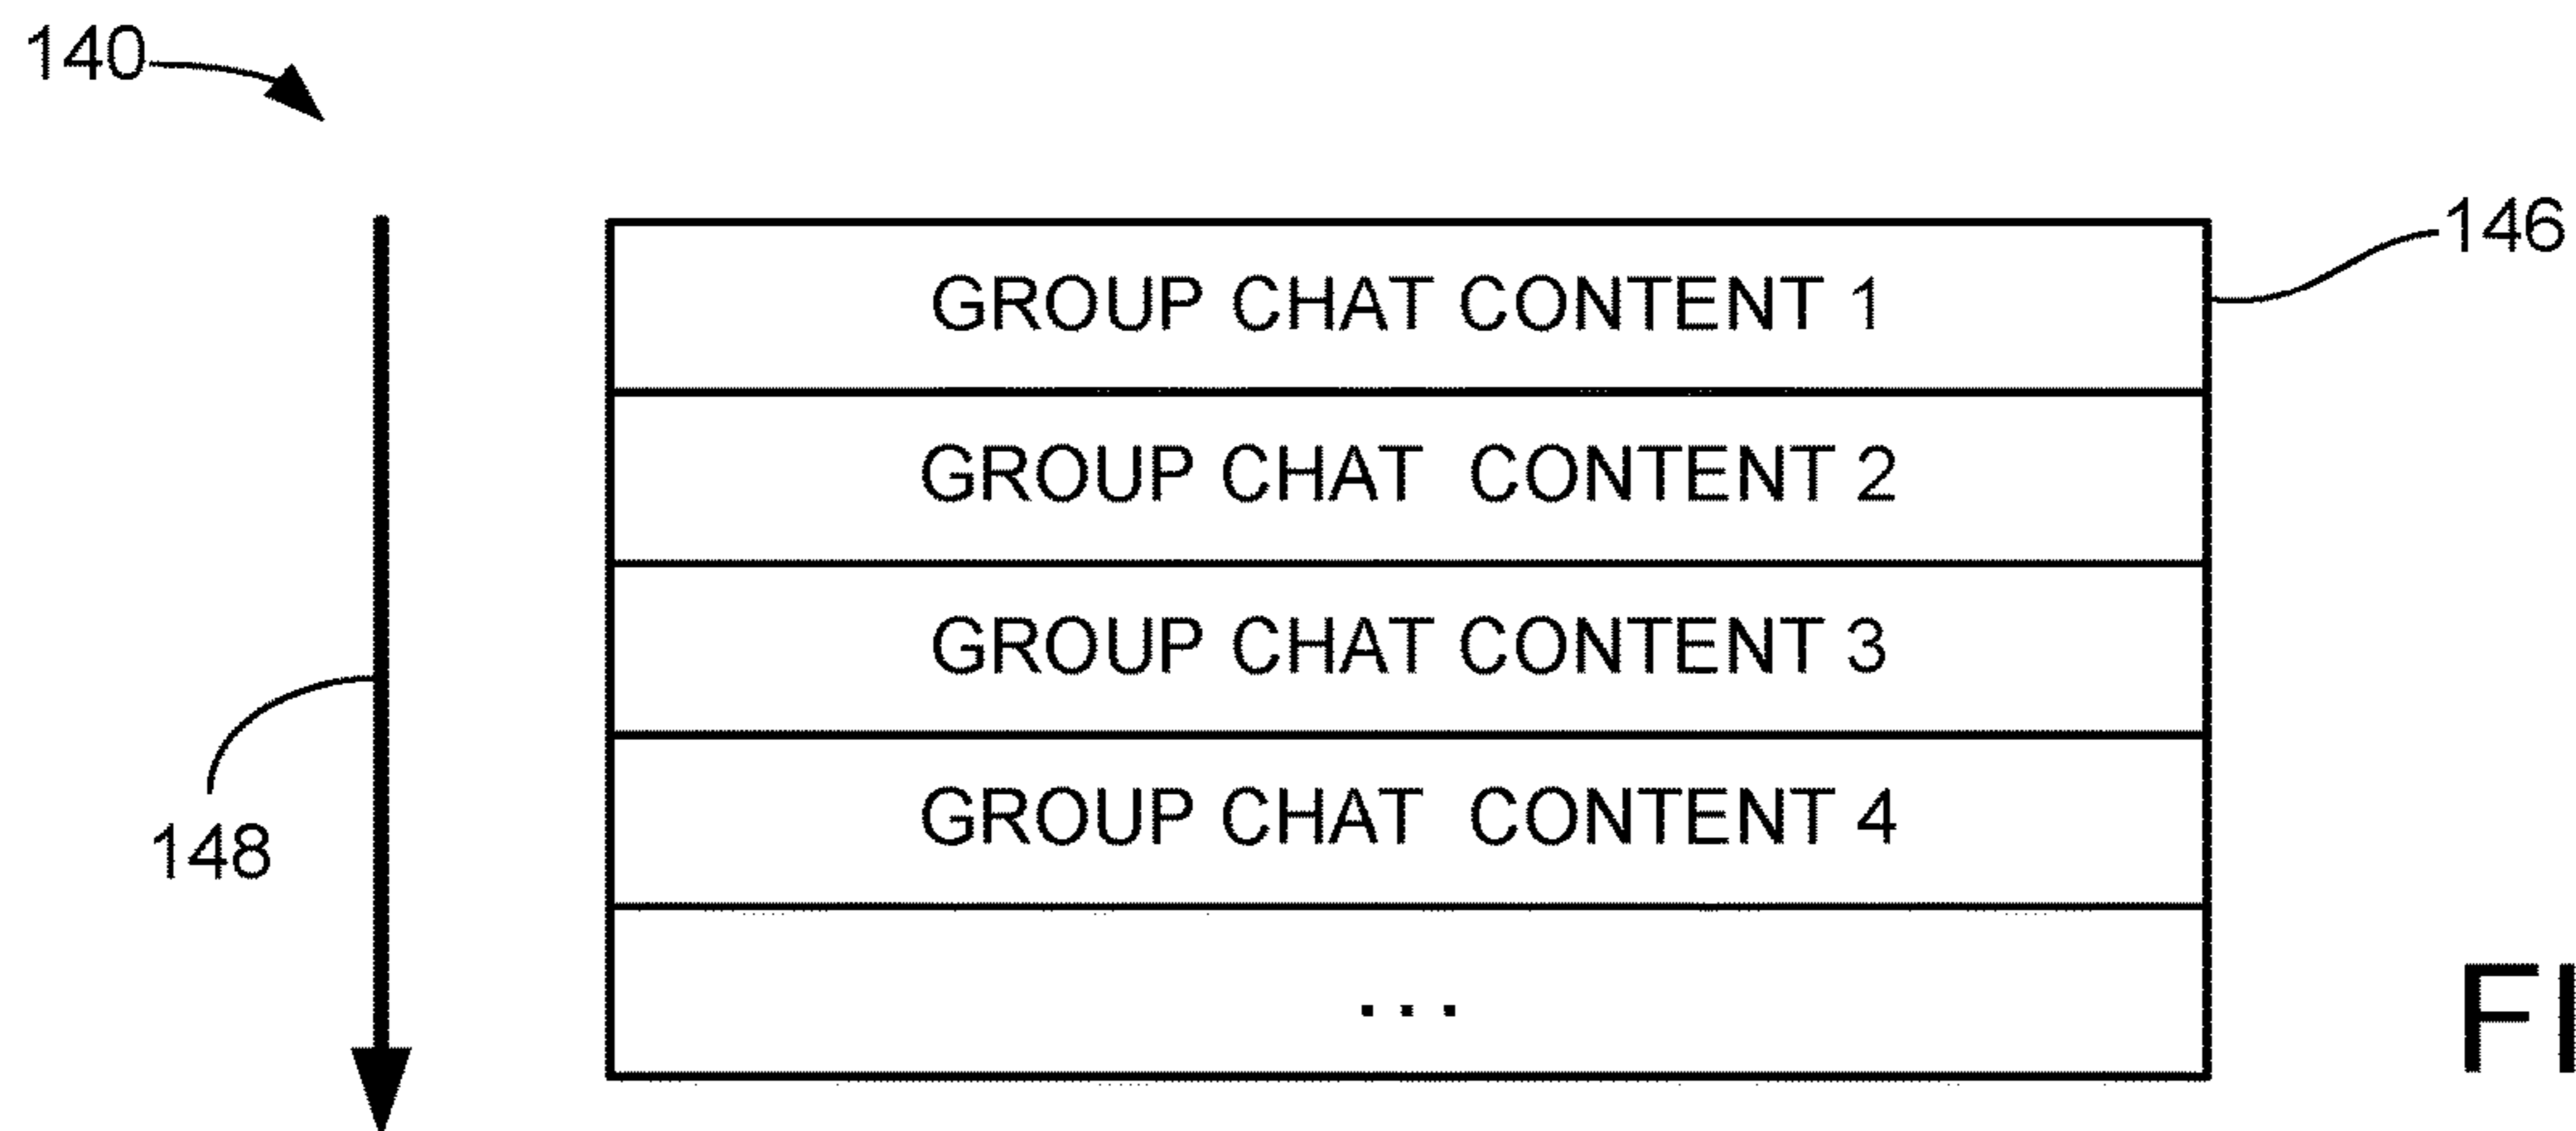 140
146
GROUP CHAT CONTENT 1
GROUP CHAT  CONTENT 2
GROUP CHAT CONTENT 3
GROUP CHAT  CONTENT 4
148
...